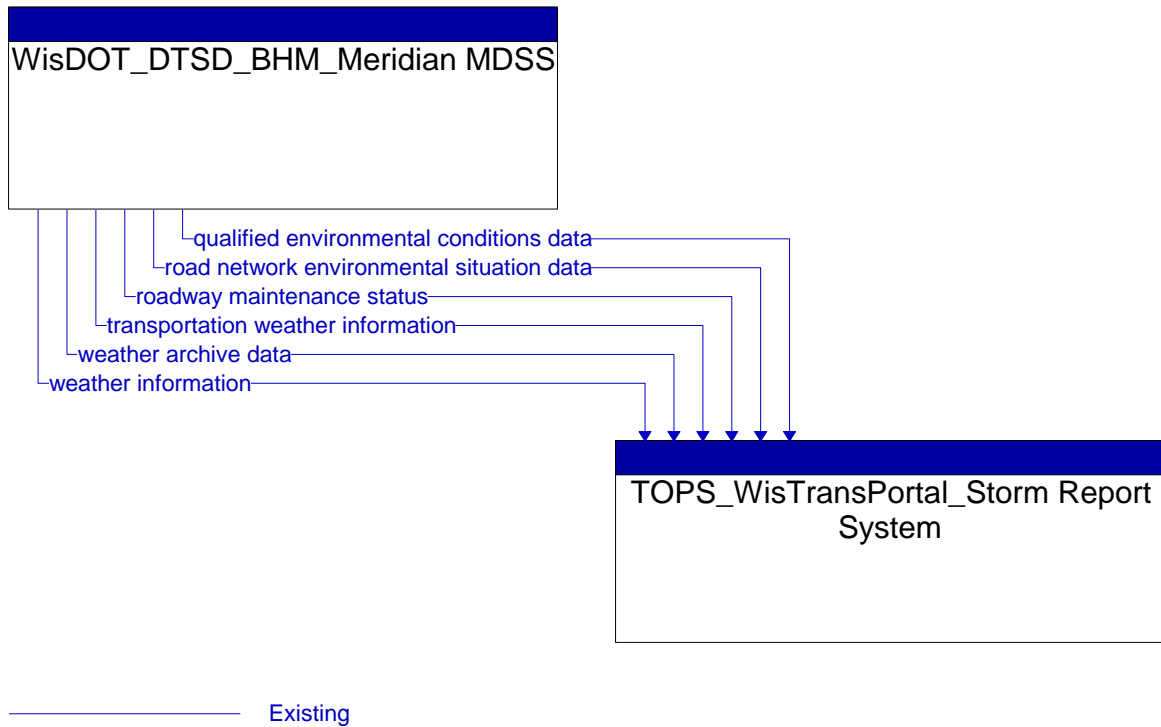 WisDOT_DTSD_BHM_Meridian MDSS
qualified environmental conditions data
road network environmental situation data
roadway maintenance status
transportation weather information
weather archive data
weather information
TOPS_WisTransPortal_Storm Report
System
Existing